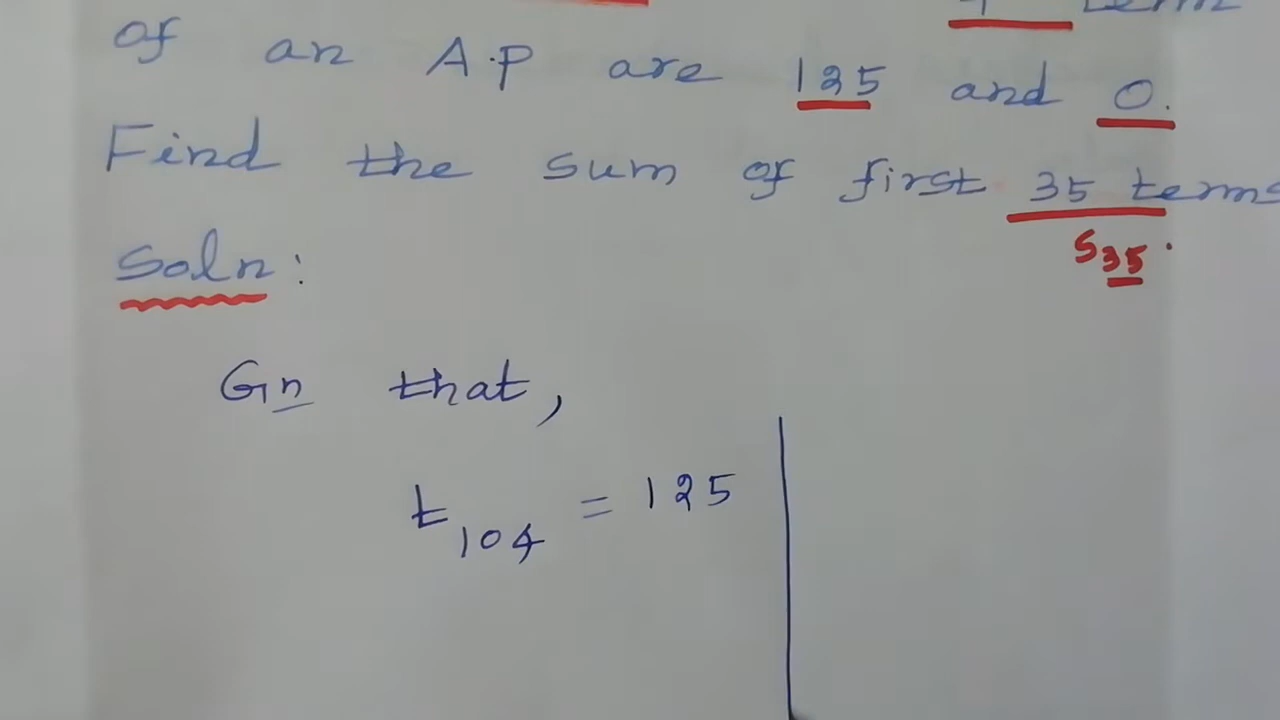 term
of an A.P are 125 and 0.
Find the sum of first 35 terms
S35.
Soln:
Gn that,
t104 = 125